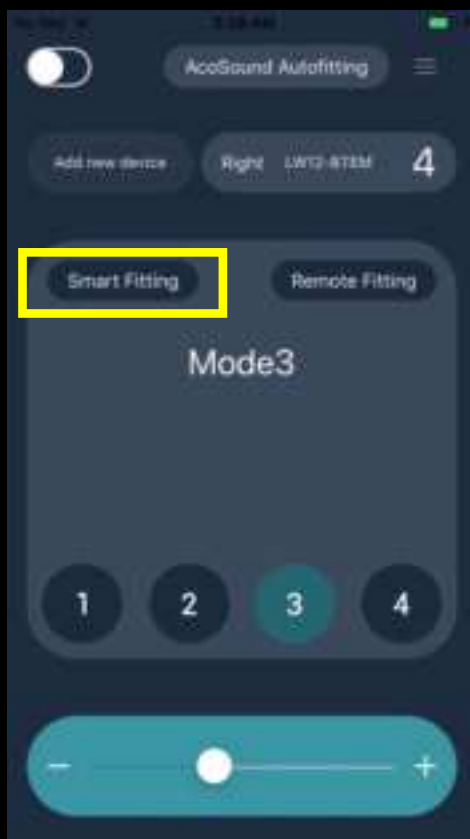 AcoSound Autofitting
Add new device
Right
4
Smart Fitting
Remote Fitting
Mode3
1 2 3 4
− +